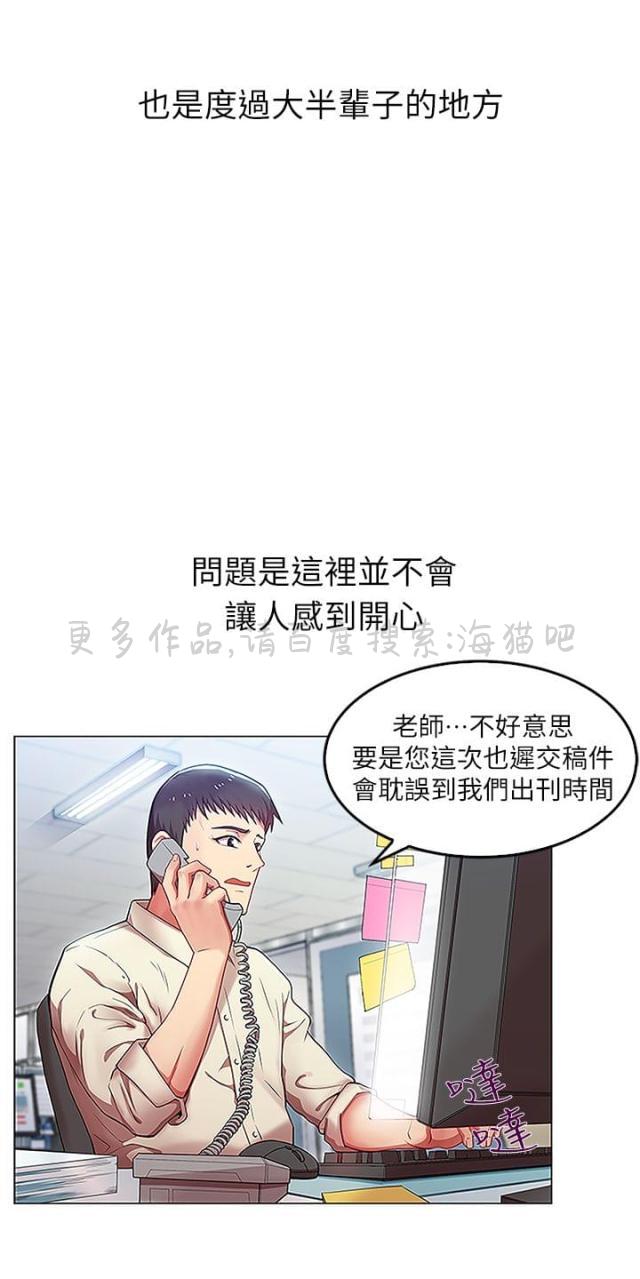 也是度過大半輩子的地方
問題是這裡並不會
讓人感到開心
更多作品,请百度搜索:海猫吧
老師⋯不好意思
要是您這次也遲交稿件
會耽誤到我們出刊時間
噠
噠